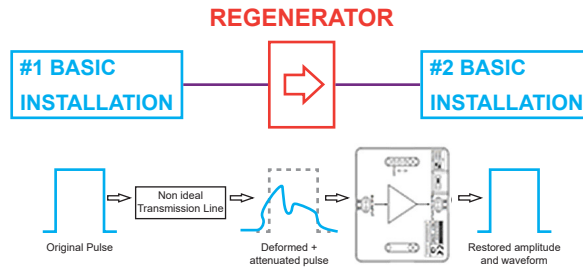 REGENERATOR
#1 BASIC
INSTALLATION
#2 BASIC
INSTALLATION
Non ideal
Transmission Line
Original Pulse
Deformed +
attenuated pulse
Restored amplitude
and waveform